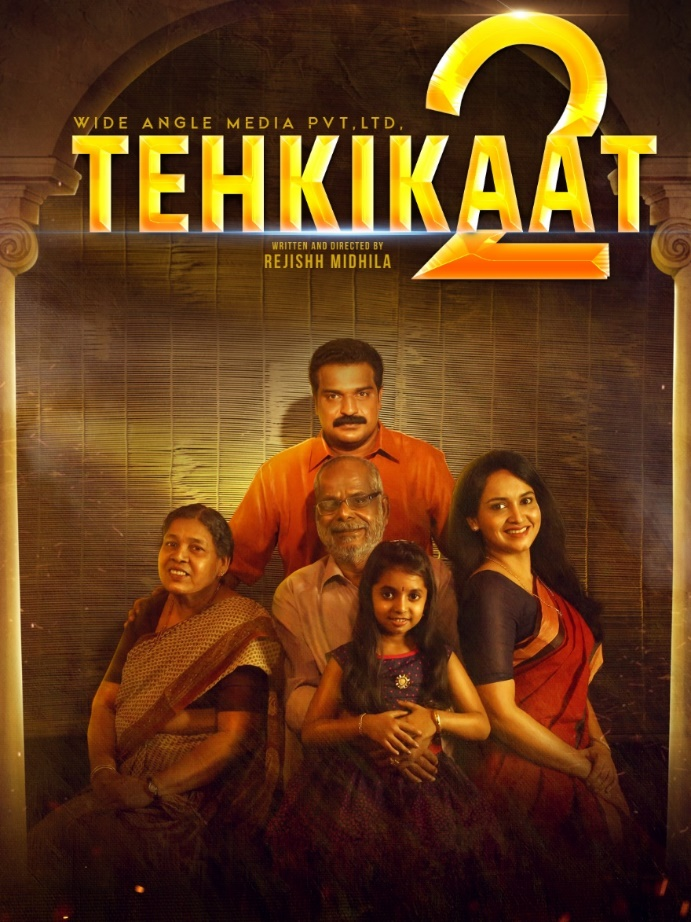 WIDE ANGLE MEDIA PVT,LTD,
TEHKIKAAT 2
WRITTEN AND DIRECTED BY
REJISHH MIDHILA